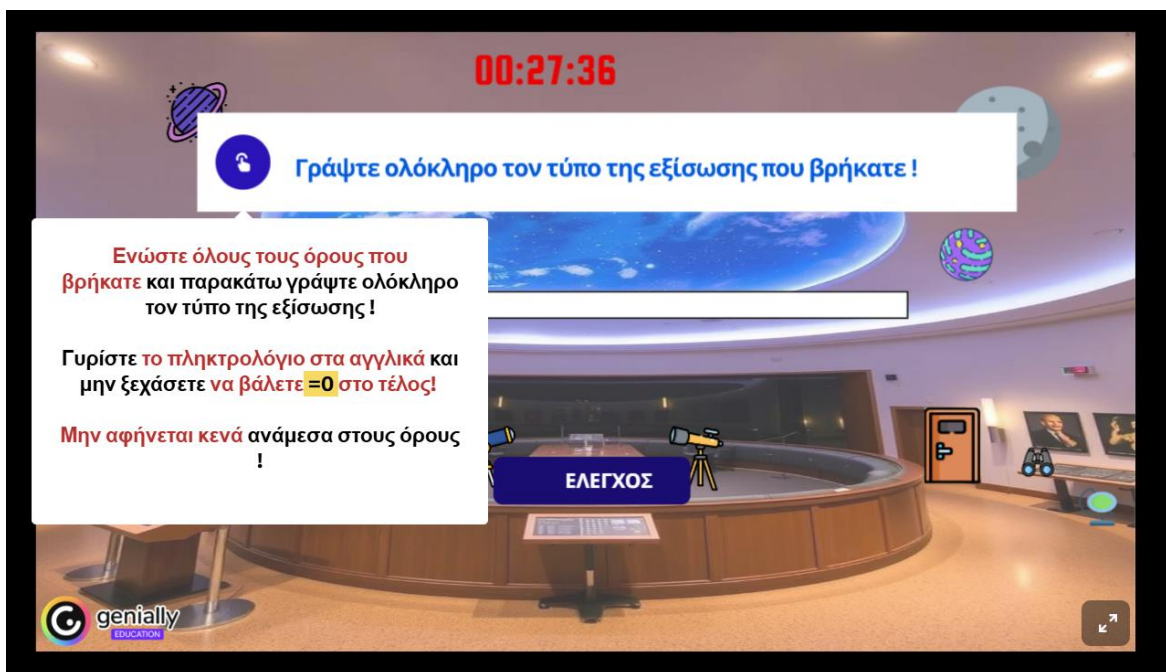 00:27:36
Γράψτε ολόκληρο τον τύπο της εξίσωσης που βρήκατε !
Ενώστε όλους τους όρους που
βρήκατε και παρακάτω γράψτε ολόκληρο
τον τύπο της εξίσωσης !
Γυρίστε το πληκτρολόγιο στα αγγλικά και
μην ξεχάσετε να βάλετε =0 στο τέλος!
Μην αφήνεται κενά ανάμεσα στους όρους
!
ΕΛΕΓΧΟΣ
genially
EDUCATION